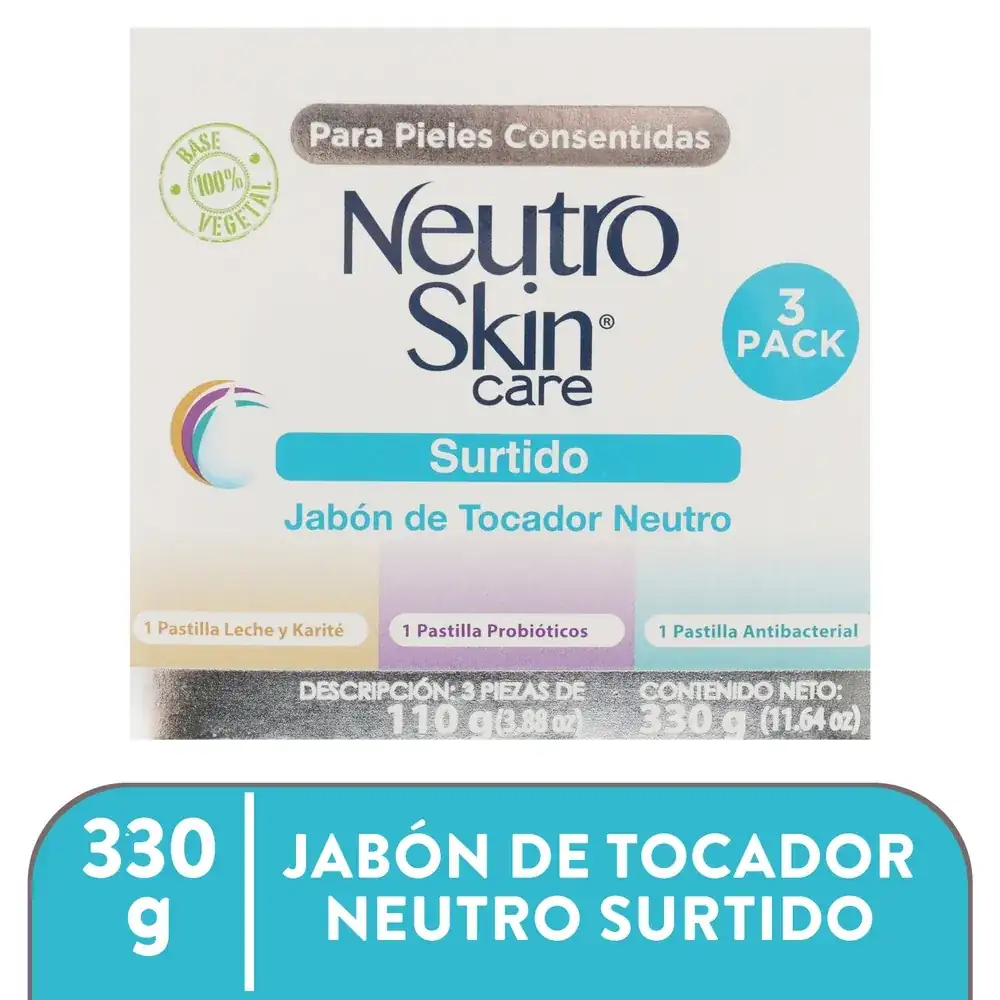 Para Pieles Consentidas
BASE
100%
VEGETAL
Neutro
Skin®
care
3
PACK
Surtido
Jabón de Tocador Neutro
1 Pastilla Leche y Karité
1 Pastilla Probióticos
1 Pastilla Antibacterial
DESCRIPCIÓN: 3 PIEZAS DE
110 g (3.88 oz)
CONTENIDO NETO:
330 g (11.64 oz)
330
g
JABÓN DE TOCADOR
NEUTRO SURTIDO